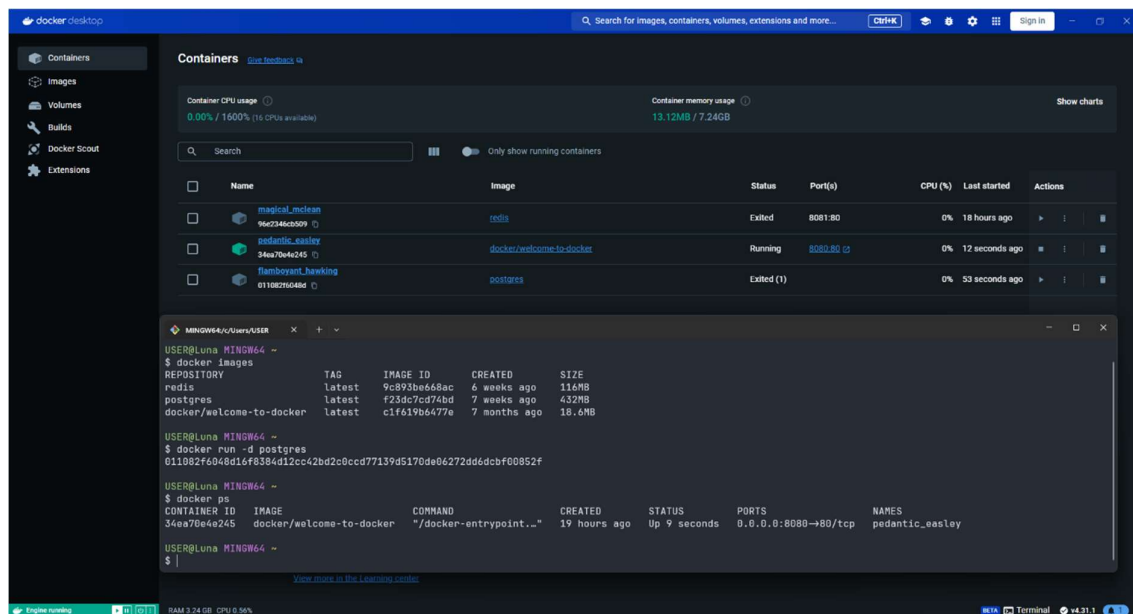 docker desktop
Search for images, containers, volumes, extensions and more...
Ctrl+K
Sign in
Containers
Images
Volumes
Builds
Docker Scout
Extensions
Containers Give feedback
Container CPU usage
0.00% / 1600% (16 CPUs available)
Container memory usage
13.12MB / 7.24GB
Show charts
Search
Only show running containers
Name Image Status Port(s) CPU (%) Last started Actions
magical_mclean
96e2346cb509
redis Exited 8081:80 0% 18 hours ago
pedantic_easley
34ea70e4e245
docker/welcome-to-docker Running 8080:80 0% 12 seconds ago
flamboyant_hawking
011082f6048d
postgres Exited (1) 0% 53 seconds ago
MINGW64:/c/Users/USER
USER@Luna MINGW64 ~
$ docker images
REPOSITORY TAG IMAGE ID CREATED SIZE
redis latest 9c893be668ac 6 weeks ago 116MB
postgres latest f23dc7cd74bd 7 weeks ago 432MB
docker/welcome-to-docker latest c1f619b6477e 7 months ago 18.6MB
USER@Luna MINGW64 ~
$ docker run -d postgres
011082f6048d16f8384d12cc42bd2c0ccd77139d5170de06272dd6dcbf00852f
USER@Luna MINGW64 ~
$ docker ps
CONTAINER ID IMAGE COMMAND CREATED STATUS PORTS NAMES
34ea70e4e245 docker/welcome-to-docker "/docker-entrypoint.…" 19 hours ago Up 9 seconds 0.0.0.0:8080->80/tcp pedantic_easley
USER@Luna MINGW64 ~
$
View more in the Learning center
Engine running
RAM 3.24 GB CPU 0.56%
BETA Terminal v4.31.1
1